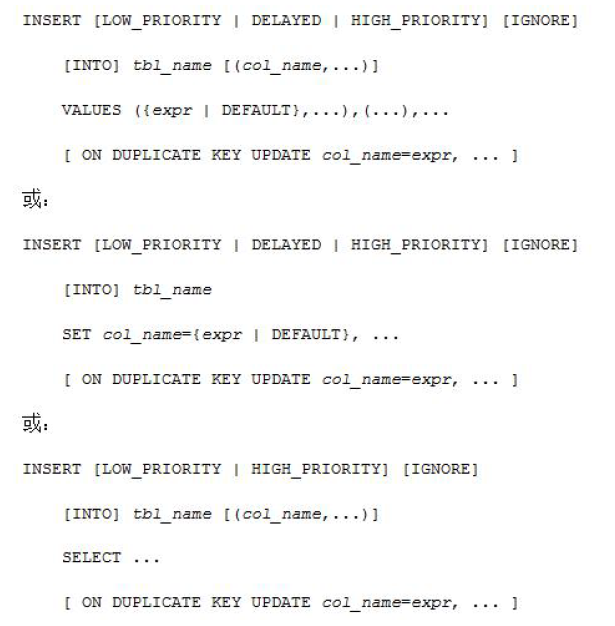 INSERT [LOW_PRIORITY | DELAYED | HIGH_PRIORITY] [IGNORE]
[INTO] tbl_name [(col_name,...)]
VALUES ({expr | DEFAULT},...),(...),...
[ ON DUPLICATE KEY UPDATE col_name=expr, ... ]
或:
INSERT [LOW_PRIORITY | DELAYED | HIGH_PRIORITY] [IGNORE]
[INTO] tbl_name
SET col_name={expr | DEFAULT}, ...
[ ON DUPLICATE KEY UPDATE col_name=expr, ... ]
或:
INSERT [LOW_PRIORITY | HIGH_PRIORITY] [IGNORE]
[INTO] tbl_name [(col_name,...)]
SELECT ...
[ ON DUPLICATE KEY UPDATE col_name=expr, ... ]